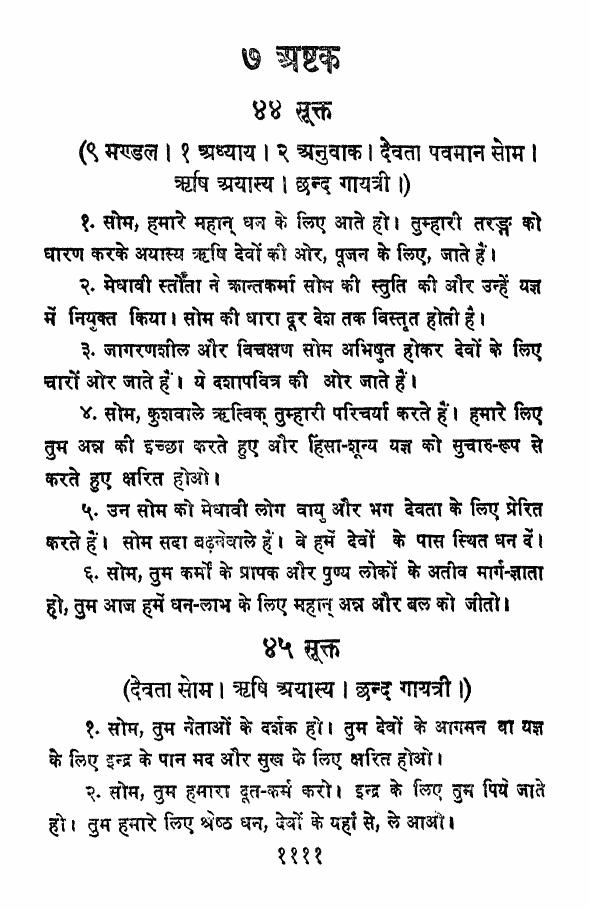 ७ अष्टक
४४ सूक्त
(९ मण्डल। १ अध्याय। २ अनुवाक। देवता पवमान सोम।
ऋषि अयास्य। छन्द गायत्री।)
१. सोम, हमारे महान् धन के लिए आते हो। तुम्हारी तरङ्ग को
धारण करके अयास्य ऋषि देवों की ओर, पूजन के लिए, जाते हैं।
२. मेधावी स्तोता ने क्रान्तकर्मा सोम की स्तुति की और उन्हें यज्ञ
में नियुक्त किया। सोम की धारा दूर देश तक विस्तृत होती है।
३. जागरणशील और विचक्षण सोम अभिषुत होकर देवों के लिए
चारों ओर जाते हैं। ये दशापवित्र की ओर जाते हैं।
४. सोम, कुशवाले ऋत्विक् तुम्हारी परिचर्या करते हैं। हमारे लिए
तुम अन्न की इच्छा करते हुए और हिंसा-शून्य यज्ञ को सुचारु-रूप से
करते हुए क्षरित होओ।
५. उन सोम को मेधावी लोग वायु और भग देवता के लिए प्रेरित
करते हैं। सोम सदा बढ़नेवाले हैं। वे हमें देवों के पास स्थित धन दें।
६. सोम, तुम कर्मों के प्रापक और पुण्य लोकों के अतीव मार्ग-ज्ञाता
हो, तुम आज हमें धन-लाभ के लिए महान् अन्न और बल को जीतो।
४५ सूक्त
(देवता सोम। ऋषि अयास्य। छन्द गायत्री।)
१. सोम, तुम नेताओं के दर्शक हो। तुम देवों के आगमन वा यज्ञ
के लिए इन्द्र के पान मद और सुख के लिए क्षरित होओ।
२. सोम, तुम हमारा दूत-कर्म करो। इन्द्र के लिए तुम पिये जाते
हो। तुम हमारे लिए श्रेष्ठ धन, देवों के यहाँ से, ले आओ।
११११